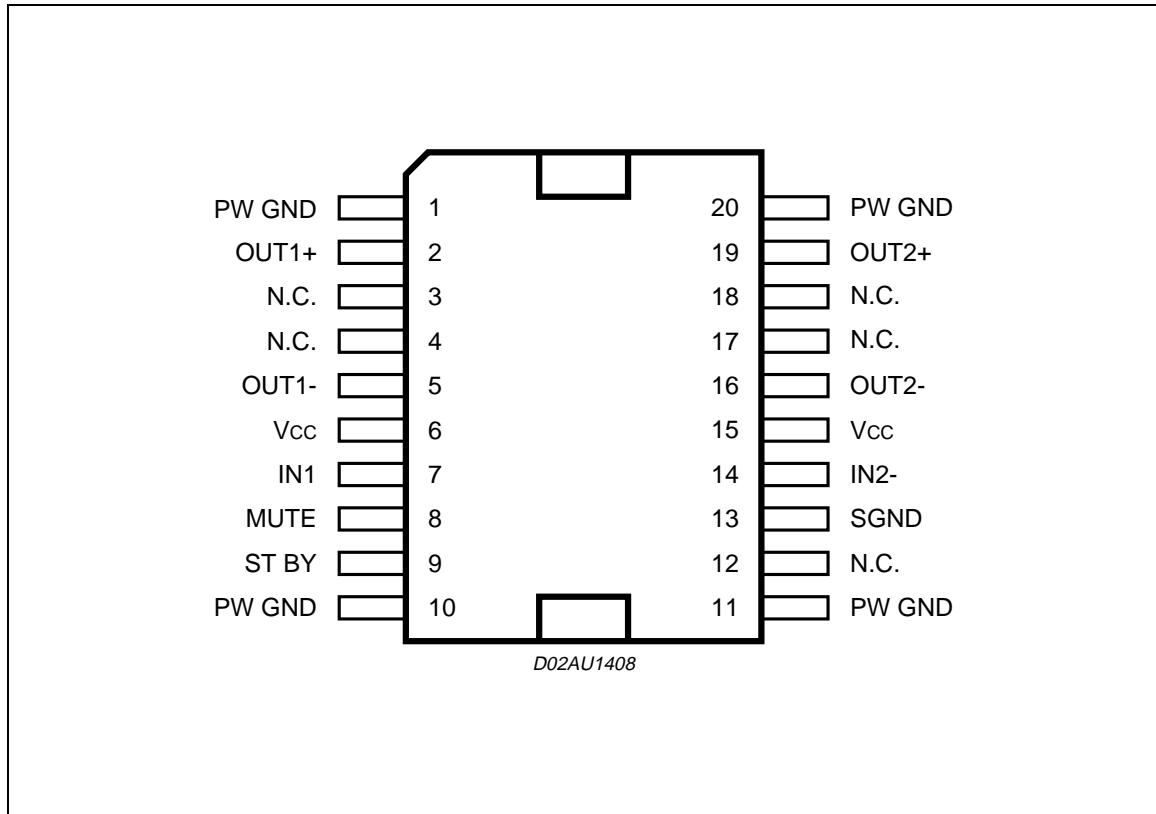 PW GND 1 20 PW GND
OUT1+ 2 19 OUT2+
N.C. 3 18 N.C.
N.C. 4 17 N.C.
OUT1- 5 16 OUT2-
Vcc 6 15 Vcc
IN1 7 14 IN2-
MUTE 8 13 SGND
ST BY 9 12 N.C.
PW GND 10 11 PW GND
D02AU1408